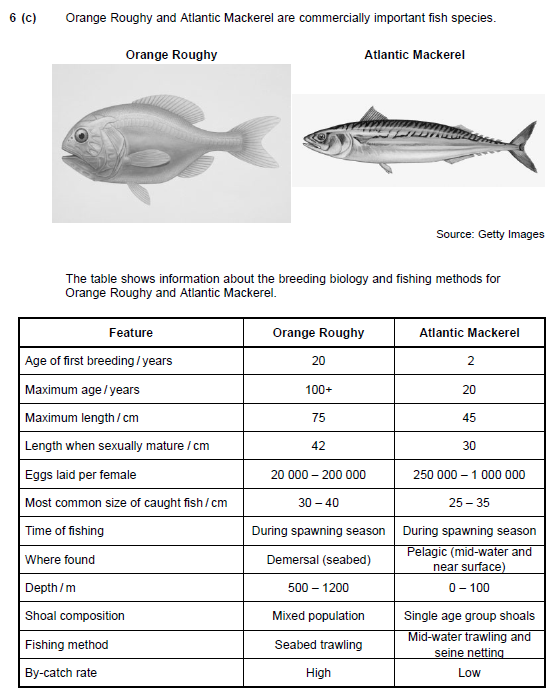 6 (c) Orange Roughy and Atlantic Mackerel are commercially important fish species.
Orange Roughy Atlantic Mackerel
Source: Getty Images
The table shows information about the breeding biology and fishing methods for
Orange Roughy and Atlantic Mackerel.
Feature Orange Roughy Atlantic Mackerel
Age of first breeding / years 20 2
Maximum age / years 100+ 20
Maximum length / cm 75 45
Length when sexually mature / cm 42 30
Eggs laid per female 20 000 – 200 000 250 000 – 1 000 000
Most common size of caught fish / cm 30 – 40 25 – 35
Time of fishing During spawning season During spawning season
Where found Demersal (seabed) Pelagic (mid-water and
near surface)
Depth / m 500 – 1200 0 – 100
Shoal composition Mixed population Single age group shoals
Fishing method Seabed trawling Mid-water trawling and
seine netting
By-catch rate High Low